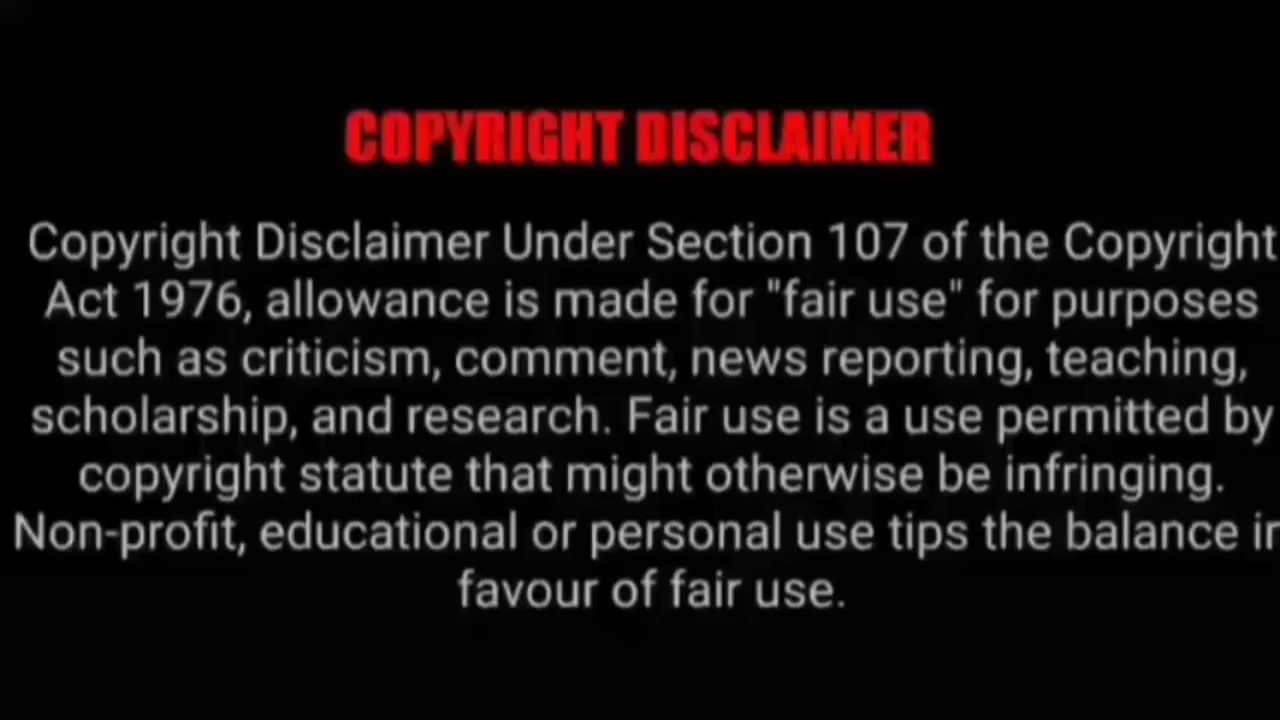 COPYRIGHT DISCLAIMER
Copyright Disclaimer Under Section 107 of the Copyright
Act 1976, allowance is made for "fair use" for purposes
such as criticism, comment, news reporting, teaching,
scholarship, and research. Fair use is a use permitted by
copyright statute that might otherwise be infringing.
Non-profit, educational or personal use tips the balance in
favour of fair use.